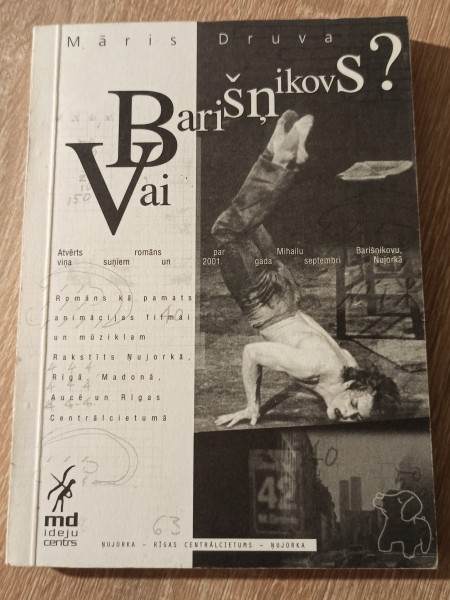 Māris Druva
Vai Barišņikovs?
Atvērts romāns par Mihailu Barišņikovu,
viņa suņiem un 2001. gada septembri Ņujorkā
Romāns kā pamats
animācijas filmai
un mūziklam
Rakstīts Ņujorkā,
Rīgā, Madonā,
Aucē un Rīgas
Centrālcietumā
42
63
md
ideju
centrs
ŅUJORKA – RĪGAS CENTRĀLCIETUMS – ŅUJORKA